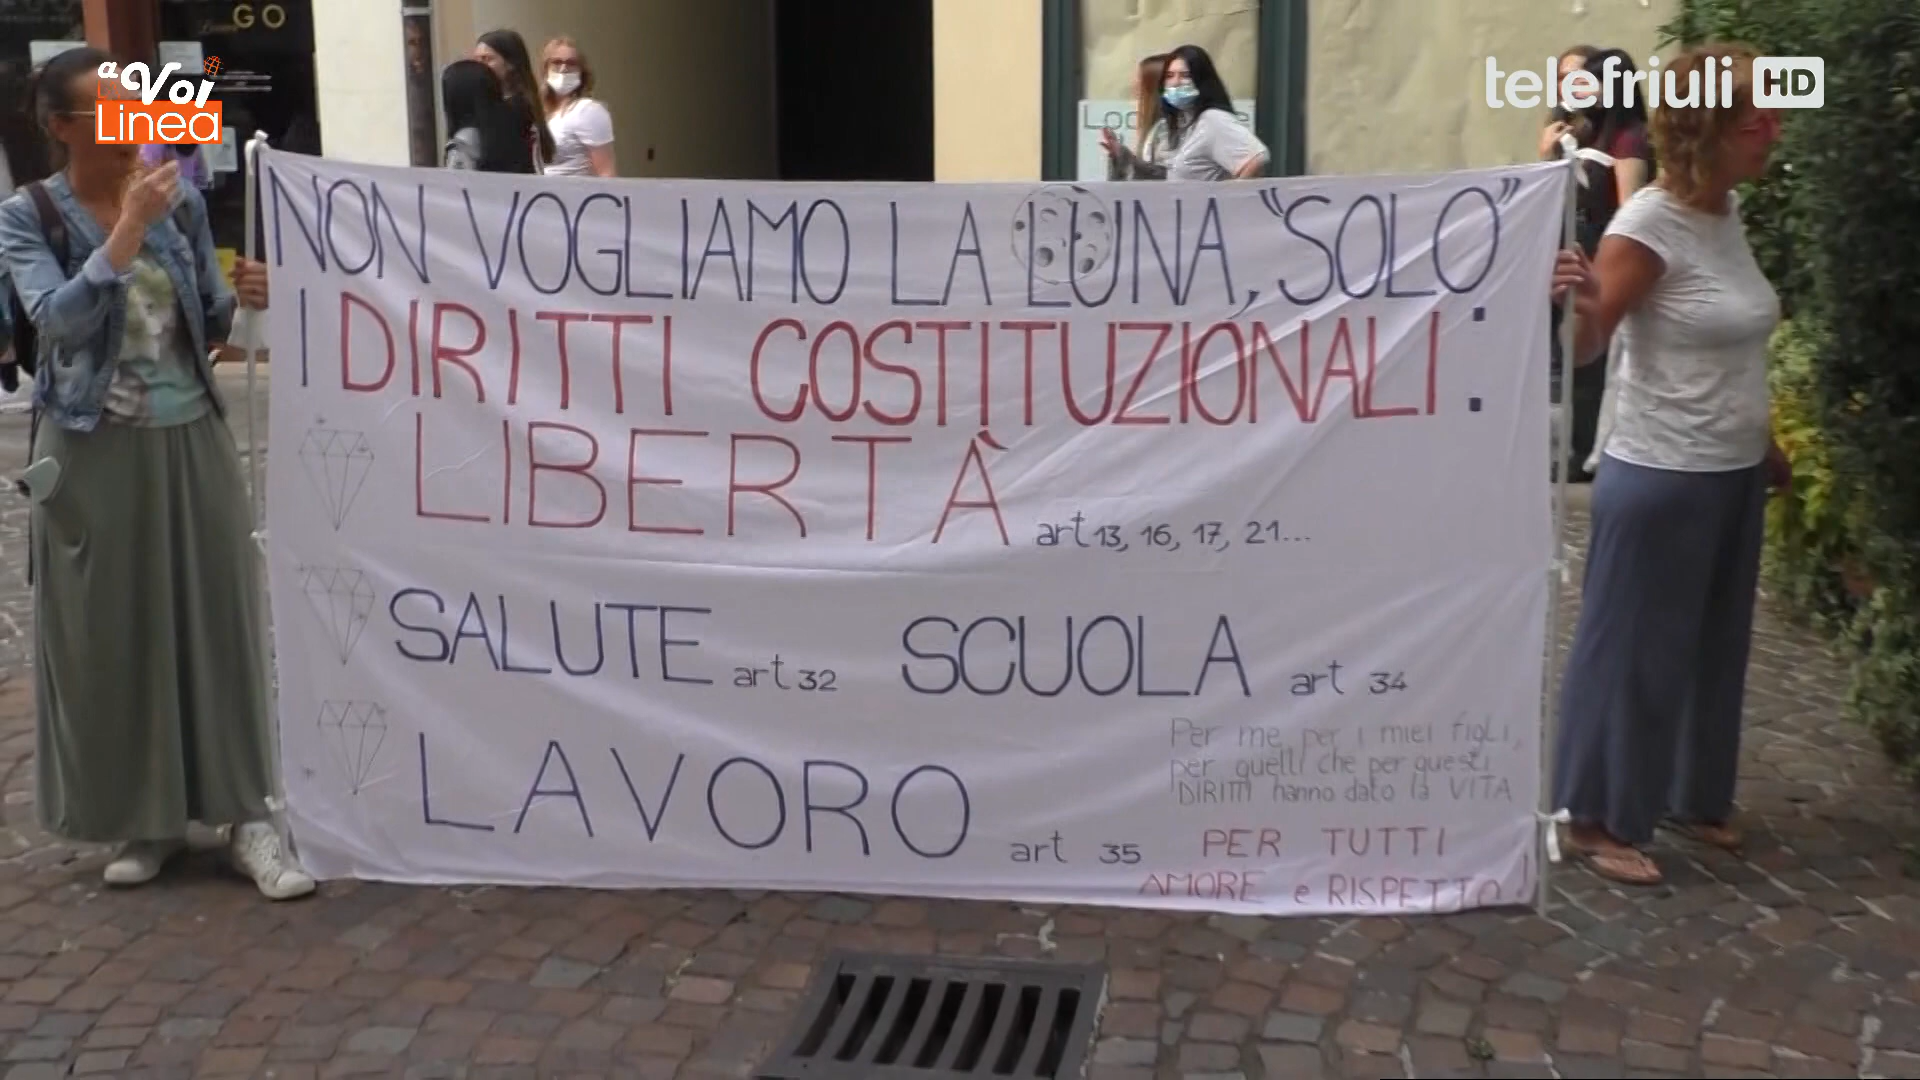 GO
a Voi
Linea
telefriuli HD
NON VOGLIAMO LA LUNA, "SOLO"
I DIRITTI COSTITUZIONALI:
LIBERTÀ art 13, 16, 17, 21...
SALUTE art 32 SCUOLA art 34
LAVORO art 35
Per me per i miei figli,
per quelli che per questi
DIRITTI hanno dato la VITA
PER TUTTI
AMORE e RISPETTO!